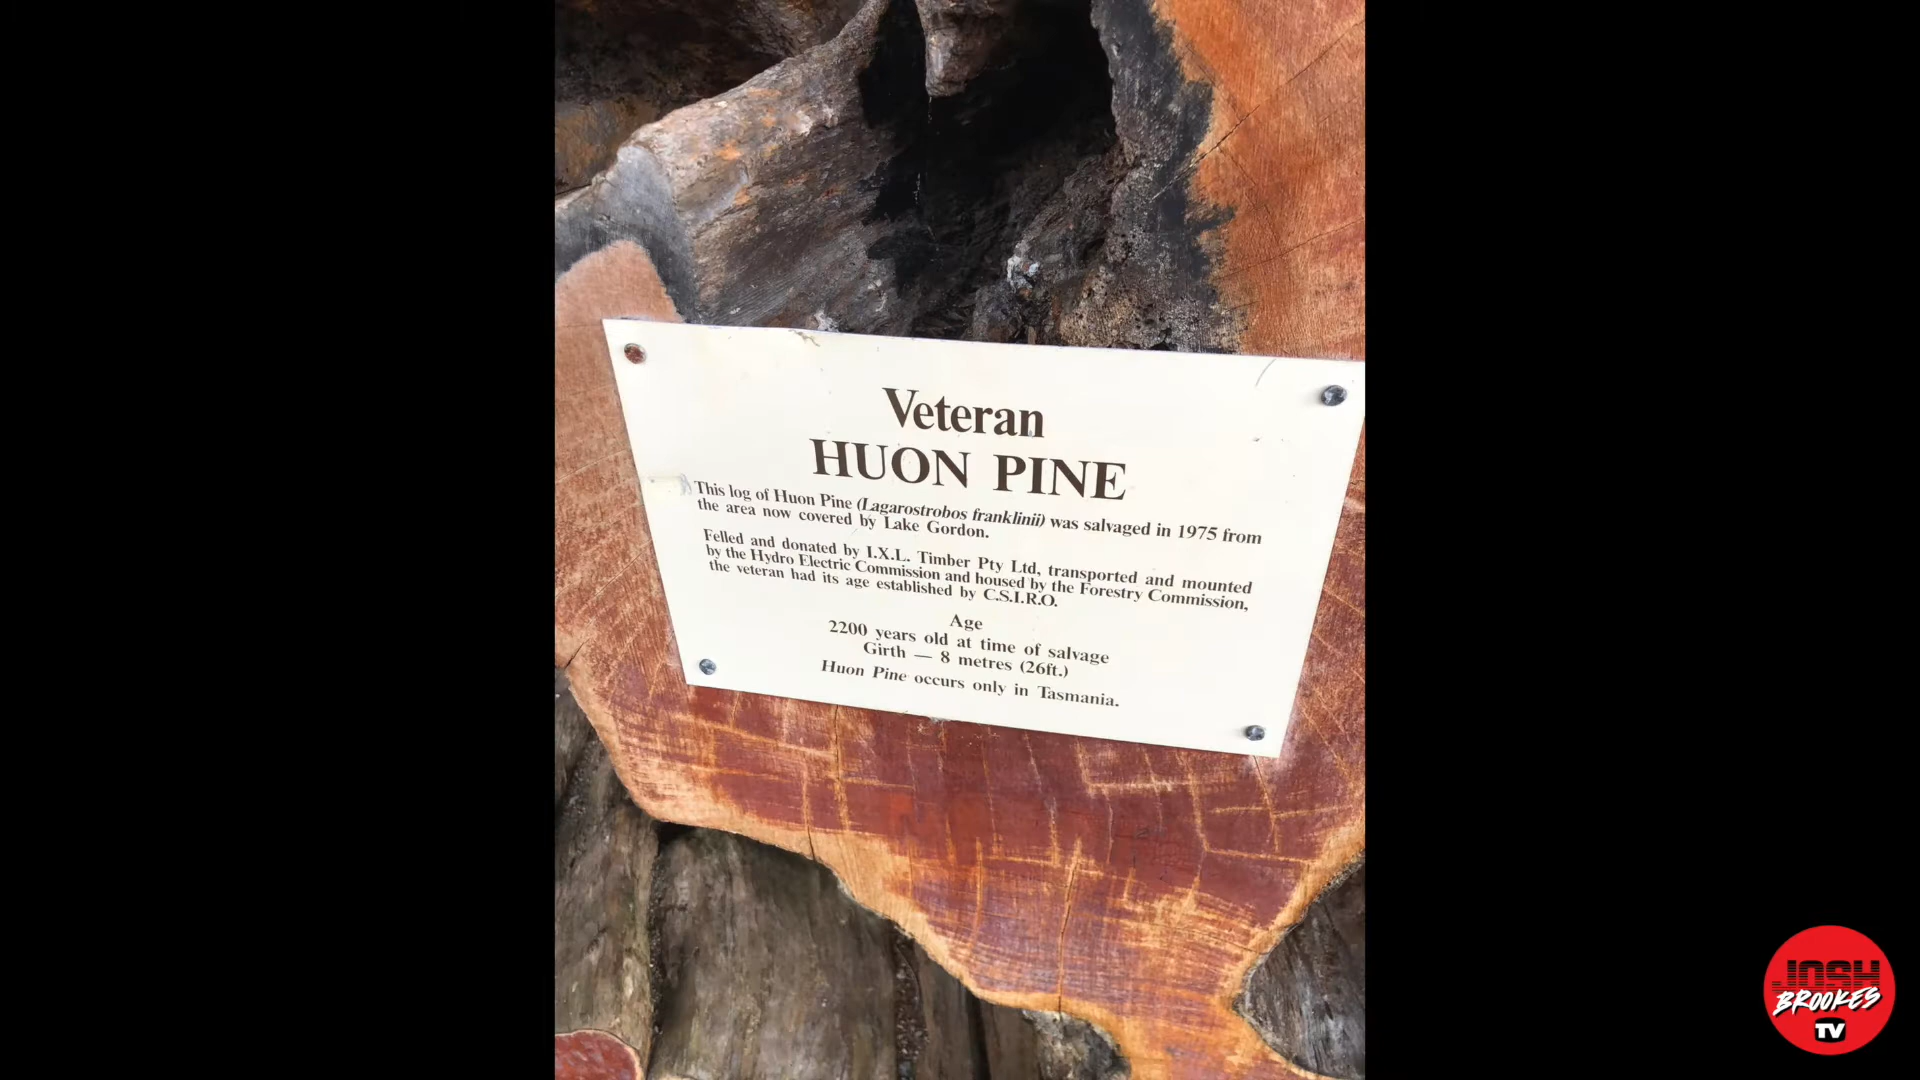 Veteran
HUON PINE
This log of Huon Pine (Lagarostrobos franklinii) was salvaged in 1975 from
the area now covered by Lake Gordon.
Felled and donated by I.X.L. Timber Pty Ltd, transported and mounted
by the Hydro Electric Commission and housed by the Forestry Commission,
the veteran had its age established by C.S.I.R.O.
Age
2200 years old at time of salvage
Girth — 8 metres (26ft.)
Huon Pine occurs only in Tasmania.
JOSH
BROOKES
TV